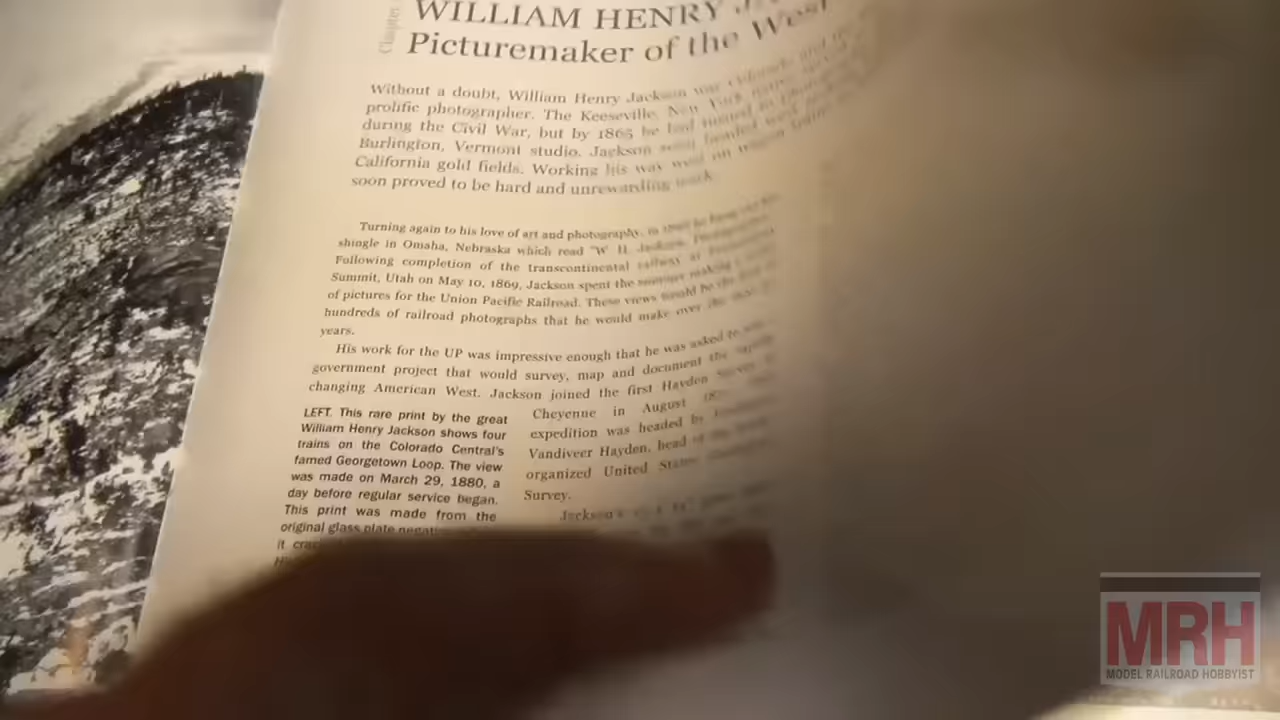 Chapter
WILLIAM HENRY
Picturemaker of the West
Without a doubt, William Henry Jackson was Colorado and
prolific photographer. The Keeseville, New York native
during the Civil War, but by 1865 he had turned to
Burlington, Vermont studio. Jackson soon headed west
California gold fields. Working his way west on wagon
soon proved to be hard and unrewarding work.
Turning again to his love of art and photography,
shingle in Omaha, Nebraska which read "W. H. Jackson,
Following completion of the transcontinental railway at
Summit, Utah on May 10, 1869, Jackson spent the summer making
of pictures for the Union Pacific Railroad. These views would be the
hundreds of railroad photographs that he would make over the
years.
His work for the UP was impressive enough that he was asked to
government project that would survey, map and document the
changing American West. Jackson joined the first Hayden
LEFT. This rare print by the great
William Henry Jackson shows four
trains on the Colorado Central's
famed Georgetown Loop. The view
was made on March 29, 1880, a
day before regular service began.
This print was made from the
original glass plate
it
Cheyenne in August
expedition was headed by
Vandiveer Hayden, head of
organized United States
Survey.
Jackson's
MRH
MODEL RAILROAD HOBBYIST